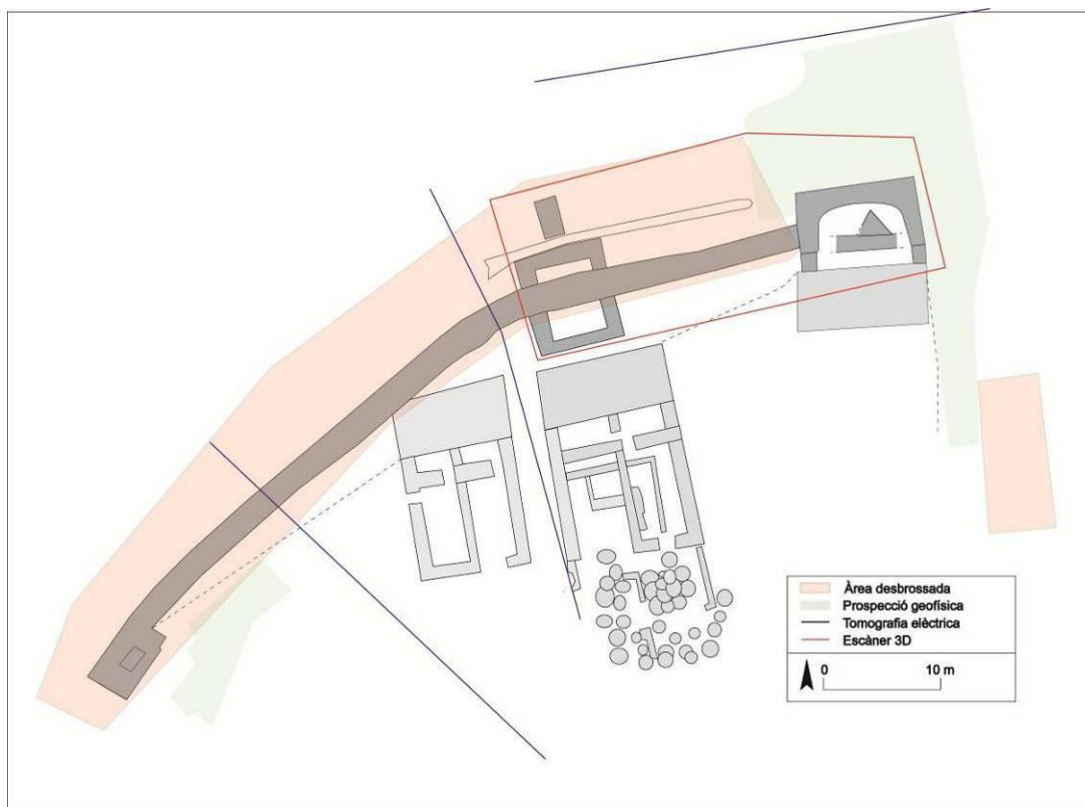 Àrea desbrossada
Prospecció geofísica
Tomografia elèctrica
Escàner 3D
0 10 m